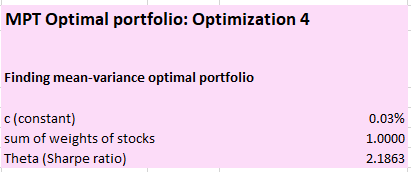 MPT Optimal portfolio: Optimization 4
Finding mean-variance optimal portfolio
c (constant) 0.03%
sum of weights of stocks 1.0000
Theta (Sharpe ratio) 2.1863